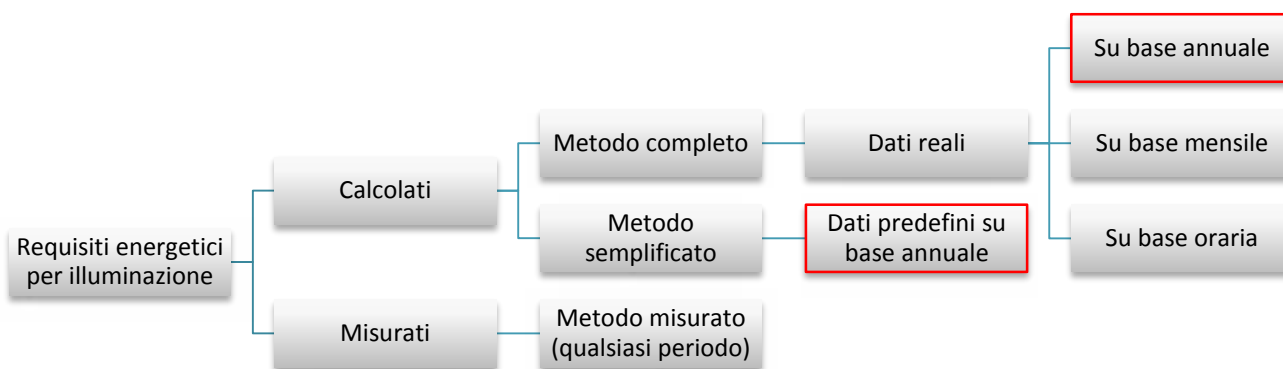 Su base annuale
Metodo completo
Dati reali
Su base mensile
Calcolati
Metodo
semplificato
Dati predefini su
base annuale
Su base oraria
Requisiti energetici
per illuminazione
Misurati
Metodo misurato
(qualsiasi periodo)